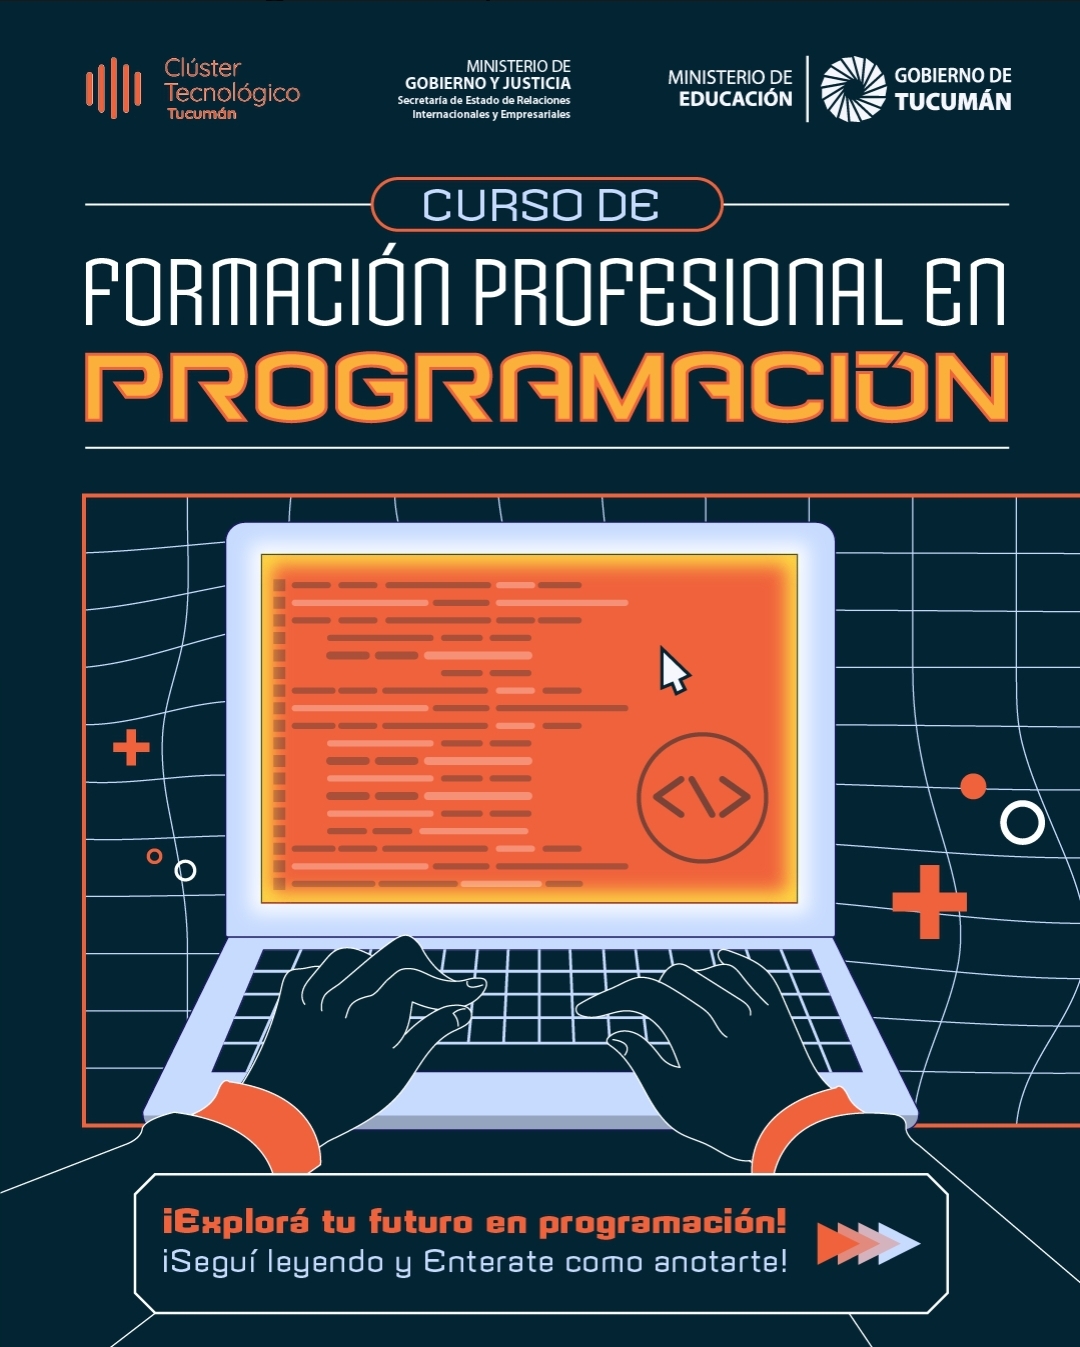 Clúster
Tecnológico
Tucumán
MINISTERIO DE
GOBIERNO Y JUSTICIA
Secretaría de Estado de Relaciones
Internacionales y Empresariales
MINISTERIO DE
EDUCACIÓN
GOBIERNO DE
TUCUMÁN
CURSO DE
FORMACIÓN PROFESIONAL EN
PROGRAMACIÓN
<\>
¡Explorá tu futuro en programación!
¡Seguí leyendo y Enterate como anotarte!